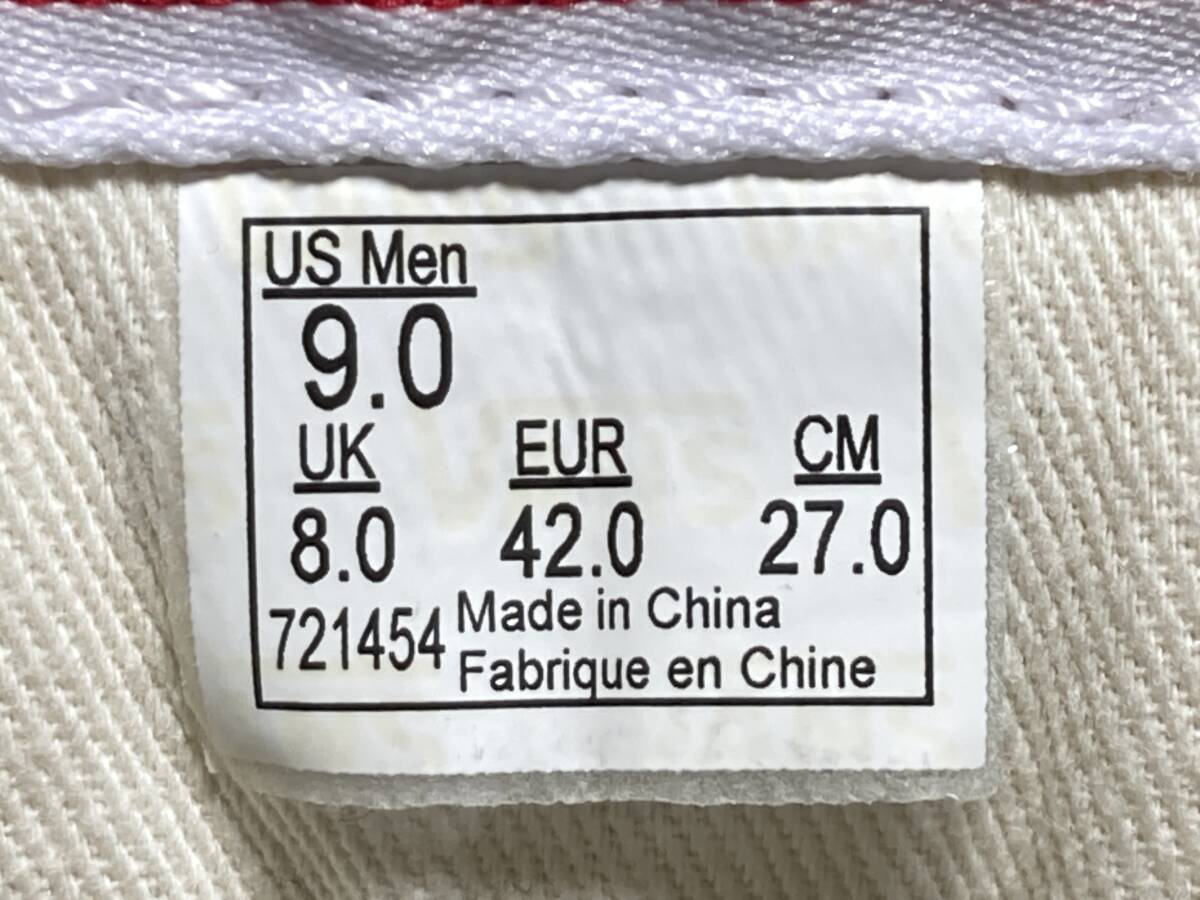 US Men
9.0
UK EUR CM
8.0 42.0 27.0
721454 Made in China
Fabrique en Chine